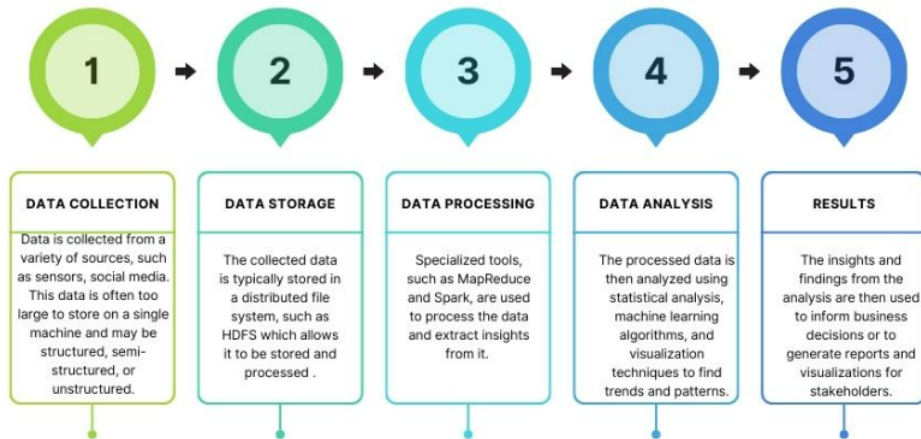 1
2
3
4
5
DATA COLLECTION
Data is collected from a
variety of sources, such
as sensors, social media.
This data is often too
large to store on a single
machine and may be
structured, semi-
structured, or
unstructured.
DATA STORAGE
The collected data
is typically stored in
a distributed file
system, such as
HDFS which allows
it to be stored and
processed .
DATA PROCESSING
Specialized tools,
such as MapReduce
and Spark, are used
to process the data
and extract insights
from it.
DATA ANALYSIS
The processed data is
then analyzed using
statistical analysis,
machine learning
algorithms, and
visualization
techniques to find
trends and patterns.
RESULTS
The insights and
findings from the
analysis are then used
to inform business
decisions or to
generate reports and
visualizations for
stakeholders.